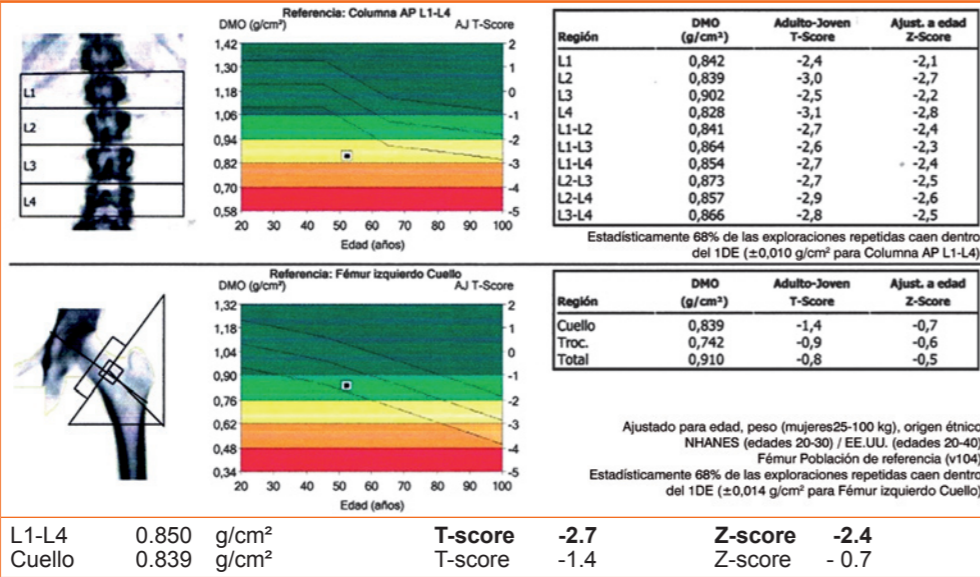 Referencia: Columna AP L1-L4
DMO (g/cm²) AJ T-Score
1,42 2
1,30 1
1,18 0
1,06 -1
0,94 -2
0,82 -3
0,70 -4
0,58 -5
20 30 40 50 60 70 80 90 100
Edad (años)
L1
L2
L3
L4
Región DMO (g/cm²) Adulto-Joven T-Score Ajust. a edad Z-Score
L1 0,842 -2,4 -2,1
L2 0,839 -3,0 -2,7
L3 0,902 -2,5 -2,2
L4 0,828 -3,1 -2,8
L1-L2 0,841 -2,7 -2,4
L1-L3 0,864 -2,6 -2,3
L1-L4 0,854 -2,7 -2,4
L2-L3 0,873 -2,7 -2,5
L2-L4 0,857 -2,9 -2,6
L3-L4 0,866 -2,8 -2,5
Estadísticamente 68% de las exploraciones repetidas caen dentro
del 1DE (±0,010 g/cm² para Columna AP L1-L4)
Referencia: Fémur izquierdo Cuello
DMO (g/cm²) AJ T-Score
1,32 2
1,18 1
1,04 0
0,90 -1
0,76 -2
0,62 -3
0,48 -4
0,34 -5
20 30 40 50 60 70 80 90 100
Edad (años)
Región DMO (g/cm²) Adulto-Joven T-Score Ajust. a edad Z-Score
Cuello 0,839 -1,4 -0,7
Troc. 0,742 -0,9 -0,6
Total 0,910 -0,8 -0,5
Ajustado para edad, peso (mujeres25-100 kg), origen étnico
NHANES (edades 20-30) / EE.UU. (edades 20-40)
Fémur Población de referencia (v104)
Estadísticamente 68% de las exploraciones repetidas caen dentro
del 1DE (±0,014 g/cm² para Fémur izquierdo Cuello)
L1-L4 0.850 g/cm² T-score -2.7 Z-score -2.4
Cuello 0.839 g/cm² T-score -1.4 Z-score - 0.7